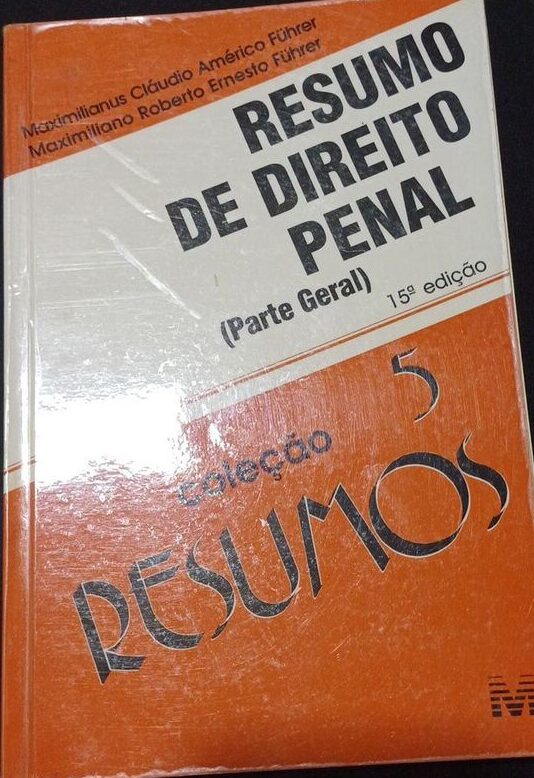 Maximilianus Cláudio Américo Führer
Maximiliano Roberto Ernesto Führer
RESUMO
DE DIREITO
PENAL
(Parte Geral)
15ª edição
5
coleção
RESUMOS
M